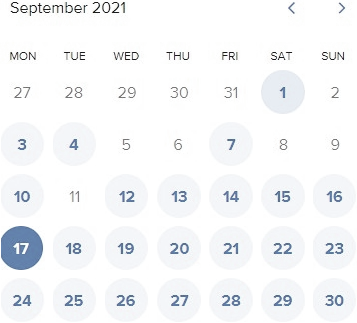 September 2021
MON TUE WED THU FRI SAT SUN
27 28 29 30 31 1 2
3 4 5 6 7 8 9
10 11 12 13 14 15 16
17 18 19 20 21 22 23
24 25 26 27 28 29 30